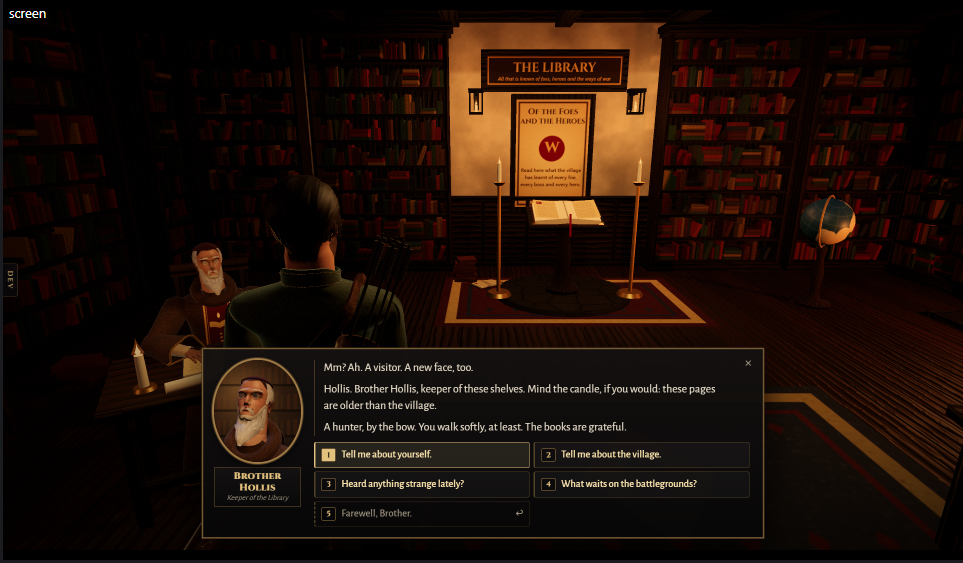 screen
THE LIBRARY
All that is known of foes, heroes and the ways of war
OF THE FOES
AND THE HEROES
W
Read here what the village
has learnt of every foe,
every boss and every hero.
DEV
Mm? Ah. A visitor. A new face, too.
Hollis. Brother Hollis, keeper of these shelves. Mind the candle, if you would: these pages
are older than the village.
A hunter, by the bow. You walk softly, at least. The books are grateful.
BROTHER
HOLLIS
Keeper of the Library
1 Tell me about yourself.
2 Tell me about the village.
3 Heard anything strange lately?
4 What waits on the battlegrounds?
5 Farewell, Brother.